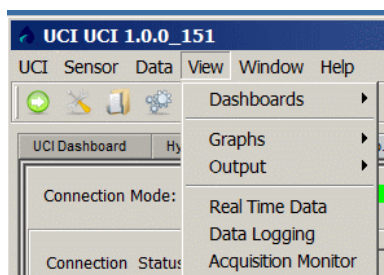 UCI UCI 1.0.0_151
UCI Sensor Data View Window Help
Dashboards
UCI Dashboard
Graphs
Output
Connection Mode:
Real Time Data
Data Logging
Connection
Acquisition Monitor